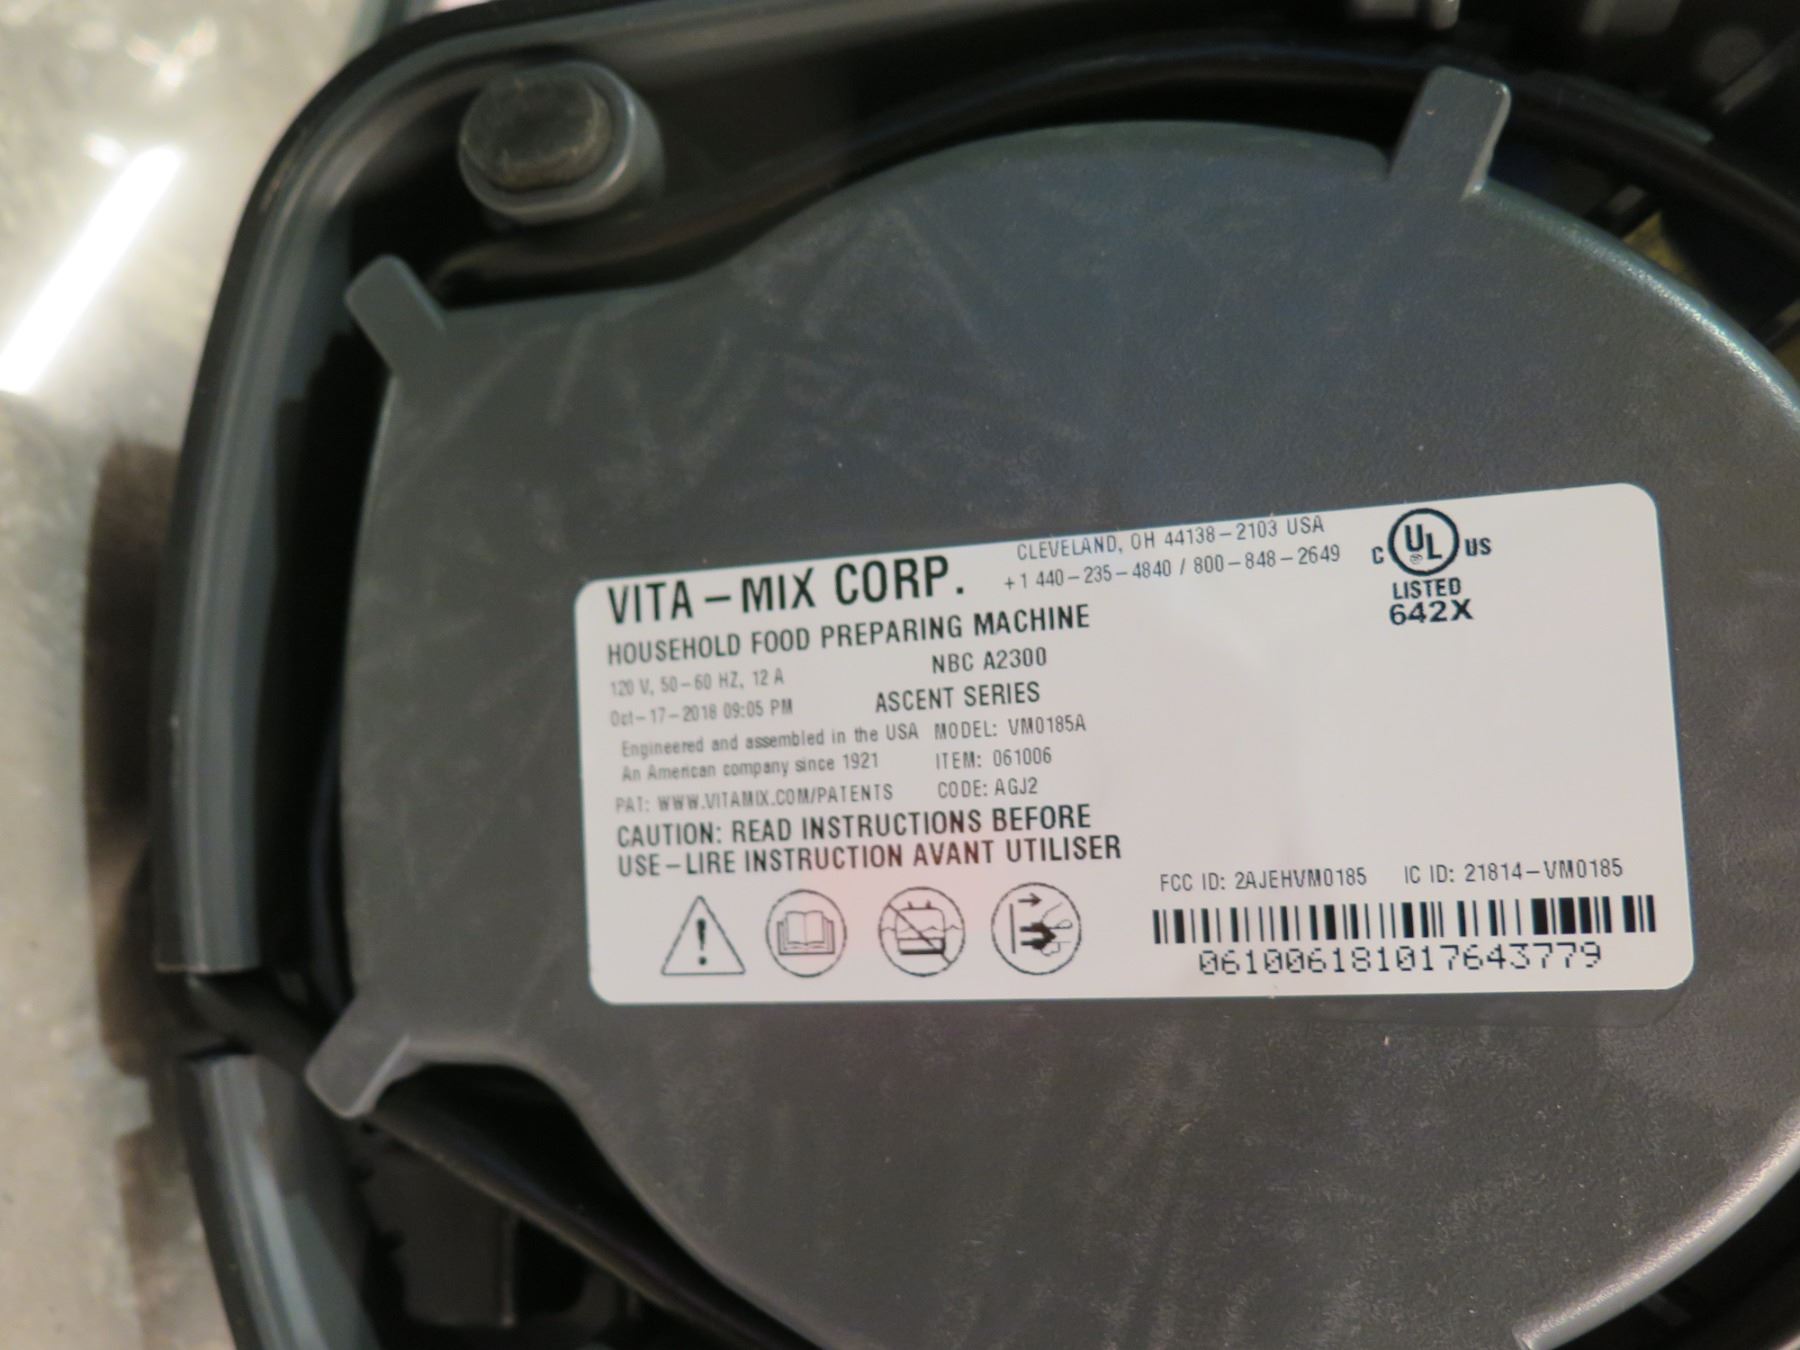 VITA-MIX CORP.
CLEVELAND, OH 44138-2103 USA
+1 440-235-4840 / 800-848-2649
C UL® US
LISTED
642X
HOUSEHOLD FOOD PREPARING MACHINE
120 V, 50-60 HZ, 12 A
NBC A2300
Oct-17-2018 09:05 PM
ASCENT SERIES
Engineered and assembled in the USA
MODEL: VM0185A
An American company since 1921
ITEM: 061006
PAT: WWW.VITAMIX.COM/PATENTS
CODE: AGJ2
CAUTION: READ INSTRUCTIONS BEFORE
USE-LIRE INSTRUCTION AVANT UTILISER
FCC ID: 2AJEHVM0185
IC ID: 21814-VM0185
061006181017643779